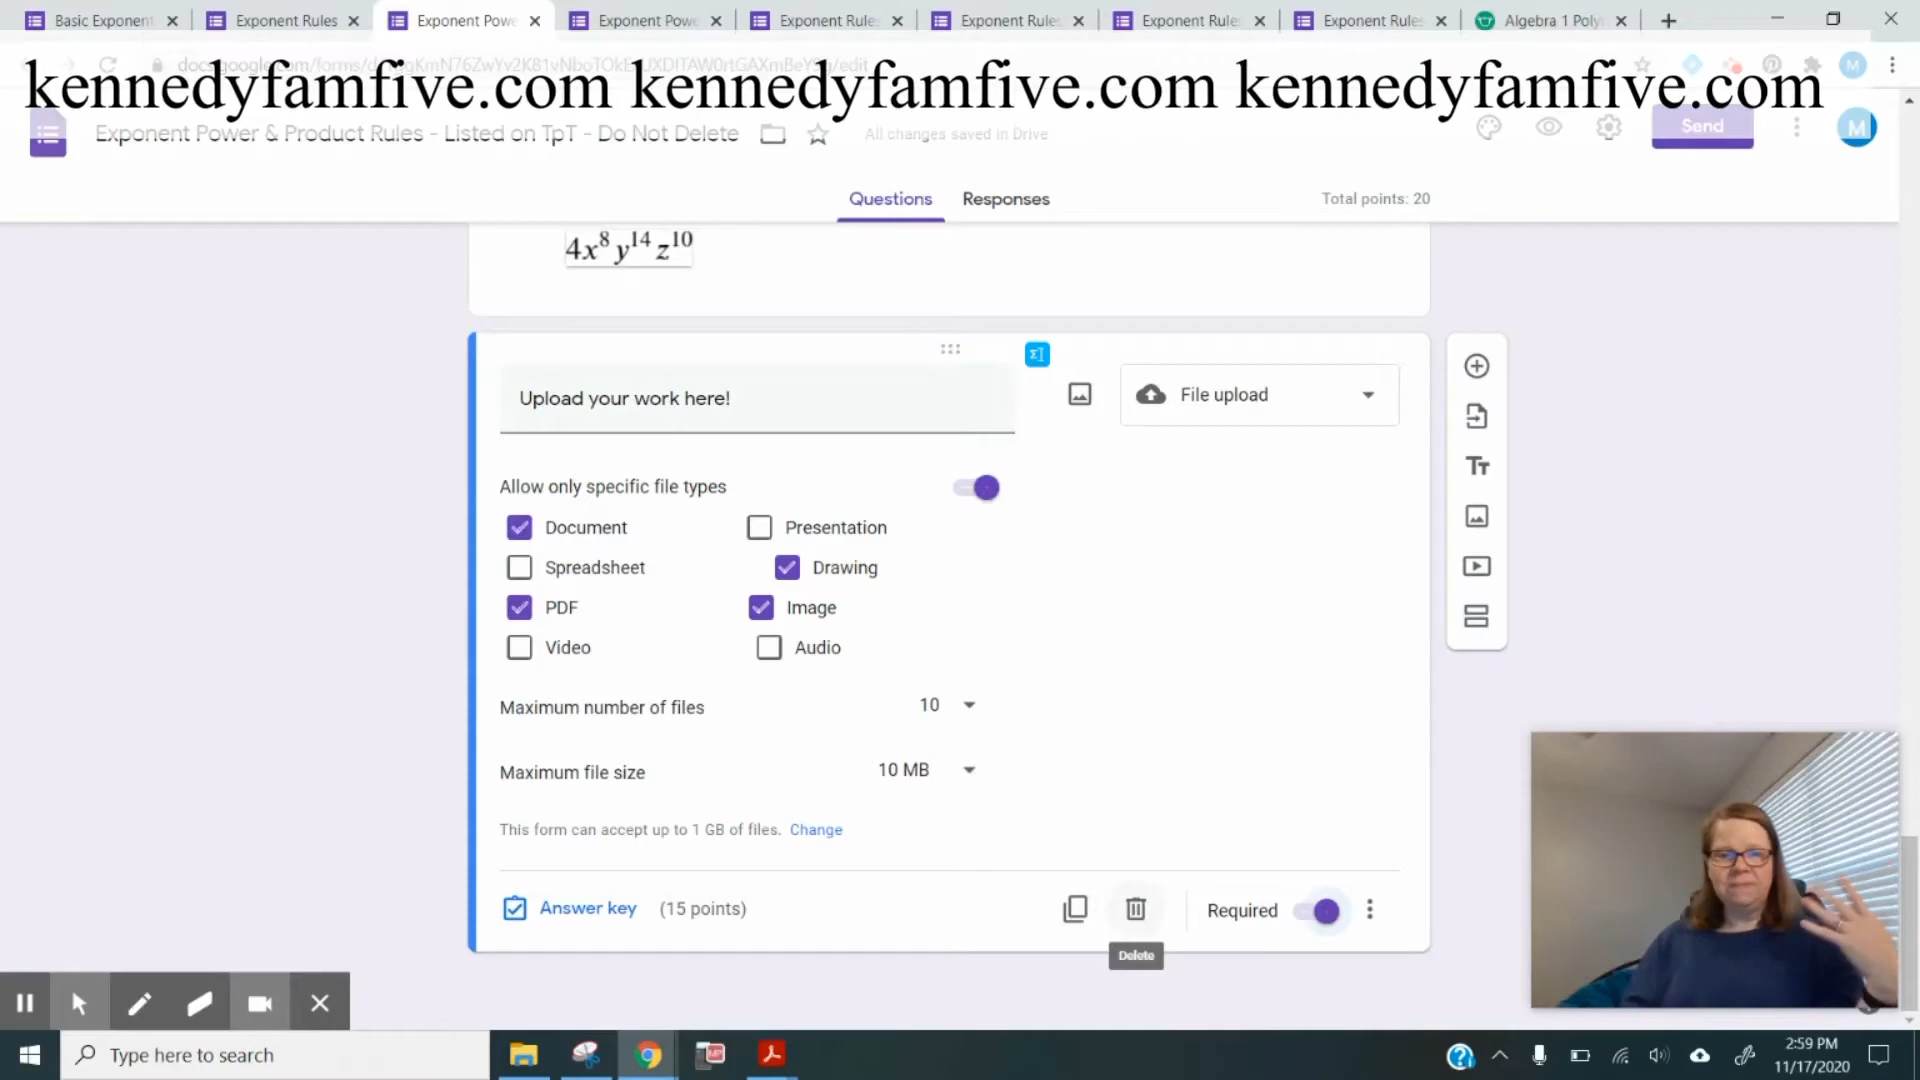 Basic Exponent
Exponent Rules
Exponent Powe
Exponent Powe
Exponent Rule
Exponent Rule
Exponent Rule
Exponent Rule
Algebra 1 Poly
kennedyfamfive.com kennedyfamfive.com kennedyfamfive.com
Exponent Power & Product Rules - Listed on TpT - Do Not Delete
All changes saved in Drive
Send
M
M
Questions
Responses
Total points: 20
4x⁸ y¹⁴ z¹⁰
Upload your work here!
File upload
Allow only specific file types
Document
Presentation
Spreadsheet
Drawing
PDF
Image
Video
Audio
Maximum number of files
10
Maximum file size
10 MB
This form can accept up to 1 GB of files. Change
Answer key
(15 points)
Required
Delete
Type here to search
2:59 PM
11/17/2020